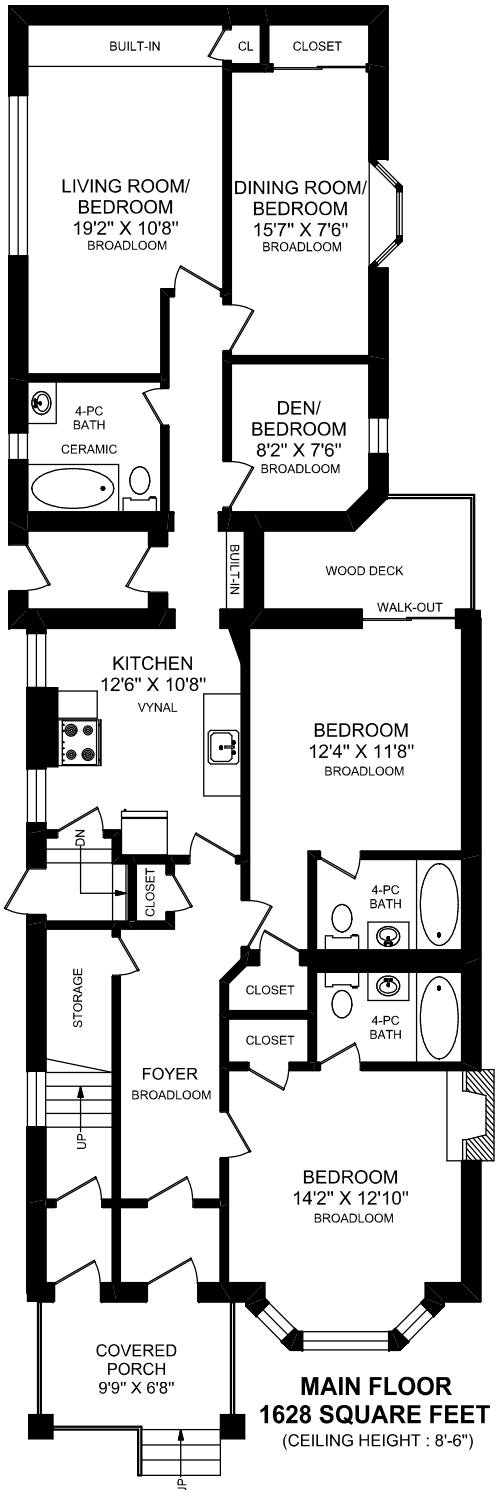 BUILT-IN
CL
CLOSET
LIVING ROOM/
BEDROOM
19'2" X 10'8"
BROADLOOM
DINING ROOM/
BEDROOM
15'7" X 7'6"
BROADLOOM
4-PC
BATH
CERAMIC
DEN/
BEDROOM
8'2" X 7'6"
BROADLOOM
BUILT-IN
WOOD DECK
WALK-OUT
KITCHEN
12'6" X 10'8"
VYNAL
BEDROOM
12'4" X 11'8"
BROADLOOM
DN
CLOSET
4-PC
BATH
STORAGE
CLOSET
4-PC
BATH
CLOSET
FOYER
BROADLOOM
UP
BEDROOM
14'2" X 12'10"
BROADLOOM
COVERED
PORCH
9'9" X 6'8"
UP
MAIN FLOOR
1628 SQUARE FEET
(CEILING HEIGHT : 8'-6")